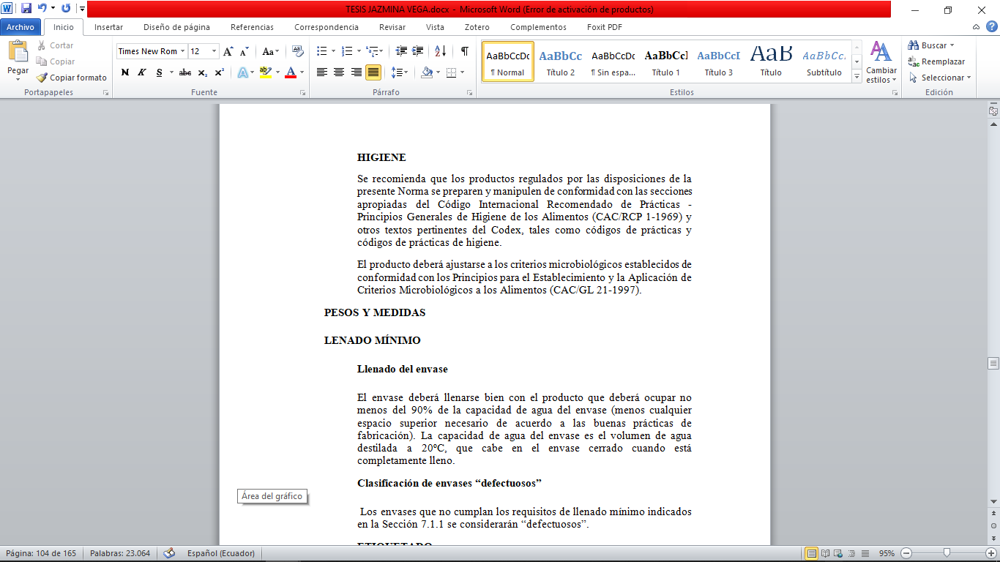 TESIS JAZMINA VEGA.docx - Microsoft Word (Error de activación de productos)
Archivo Inicio Insertar Diseño de página Referencias Correspondencia Revisar Vista Zotero Complementos Foxit PDF
Pegar
Cortar
Copiar
Copiar formato
Portapapeles
Times New Rom 12
N K S abc x₂ x²
Fuente
Párrafo
AaBbCcDc
¶ Normal
AaBbCc
Título 2
AaBbCcDc
¶ Sin espa...
AaBbCcI
Título 1
AaBbCcI
Título 3
AaB
Título
AaBbCc.
Subtítulo
Cambiar
estilos
Estilos
Buscar
Reemplazar
Seleccionar
Edición
HIGIENE
Se recomienda que los productos regulados por las disposiciones de la
presente Norma se preparen y manipulen de conformidad con las secciones
apropiadas del Código Internacional Recomendado de Prácticas -
Principios Generales de Higiene de los Alimentos (CAC/RCP 1-1969) y
otros textos pertinentes del Codex, tales como códigos de prácticas y
códigos de prácticas de higiene.
El producto deberá ajustarse a los criterios microbiológicos establecidos de
conformidad con los Principios para el Establecimiento y la Aplicación de
Criterios Microbiológicos a los Alimentos (CAC/GL 21-1997).
PESOS Y MEDIDAS
LENADO MÍNIMO
Llenado del envase
El envase deberá llenarse bien con el producto que deberá ocupar no
menos del 90% de la capacidad de agua del envase (menos cualquier
espacio superior necesario de acuerdo a las buenas prácticas de
fabricación). La capacidad de agua del envase es el volumen de agua
destilada a 20ºC, que cabe en el envase cerrado cuando está
completamente lleno.
Clasificación de envases “defectuosos”
Área del gráfico
Los envases que no cumplan los requisitos de llenado mínimo indicados
en la Sección 7.1.1 se considerarán “defectuosos”.
ETIQUETADO
Página: 104 de 165 Palabras: 23.064 Español (Ecuador) 95%